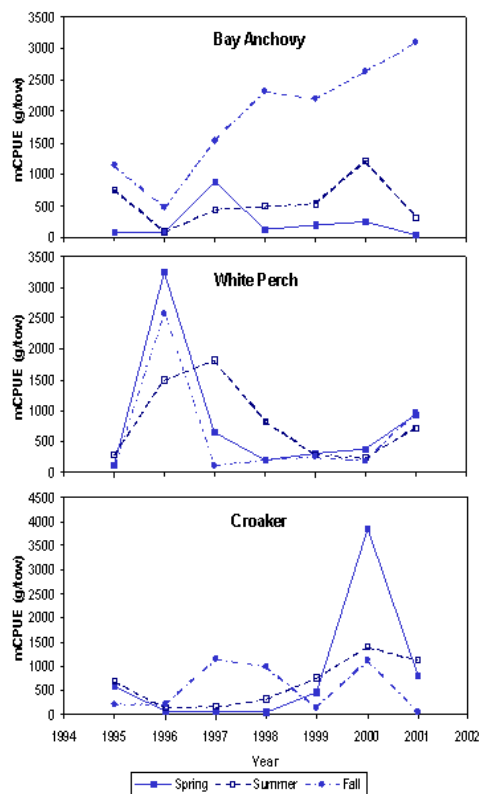 Bay Anchovy
mCPUE (g/tow)
3500
3000
2500
2000
1500
1000
500
0
White Perch
mCPUE (g/tow)
3500
3000
2500
2000
1500
1000
500
0
Croaker
mCPUE (g/tow)
4500
4000
3500
3000
2500
2000
1500
1000
500
0
1994 1995 1996 1997 1998 1999 2000 2001 2002
Year
Spring Summer Fall